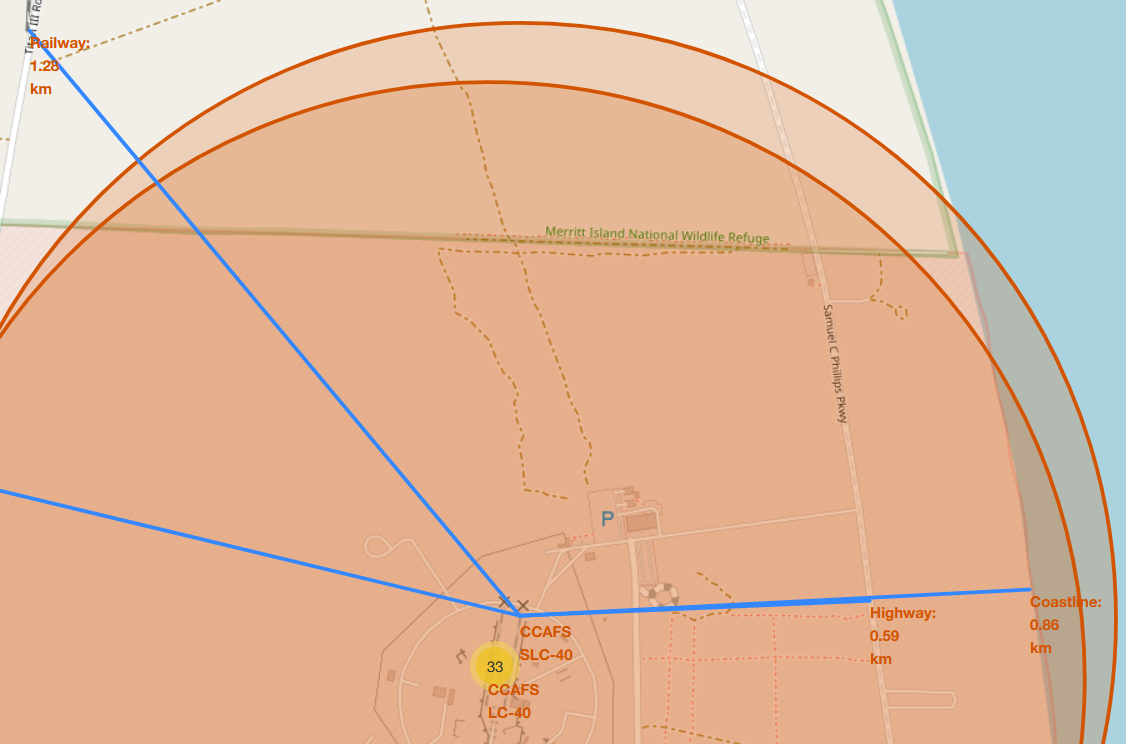 Railway:
1.28
km
Merritt Island National Wildlife Refuge
Samuel C Phillips Pkwy
P
Coastline:
0.86
km
Highway:
0.59
km
CCAFS
SLC-40
33
CCAFS
LC-40